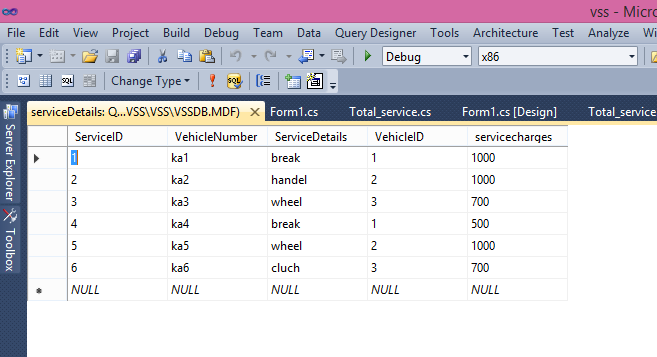 vss - Micro
File Edit View Project Build Debug Team Data Query Designer Tools Architecture Test Analyze Wi
Debug x86
Change Type SQL
serviceDetails: Q...VSS\VSS\VSSDB.MDF) Form1.cs Total_service.cs Form1.cs [Design] Total_service
Server Explorer
Toolbox
ServiceID VehicleNumber ServiceDetails VehicleID servicecharges
1 ka1 break 1 1000
2 ka2 handel 2 1000
3 ka3 wheel 3 700
4 ka4 break 1 500
5 ka5 wheel 2 1000
6 ka6 cluch 3 700
NULL NULL NULL NULL NULL